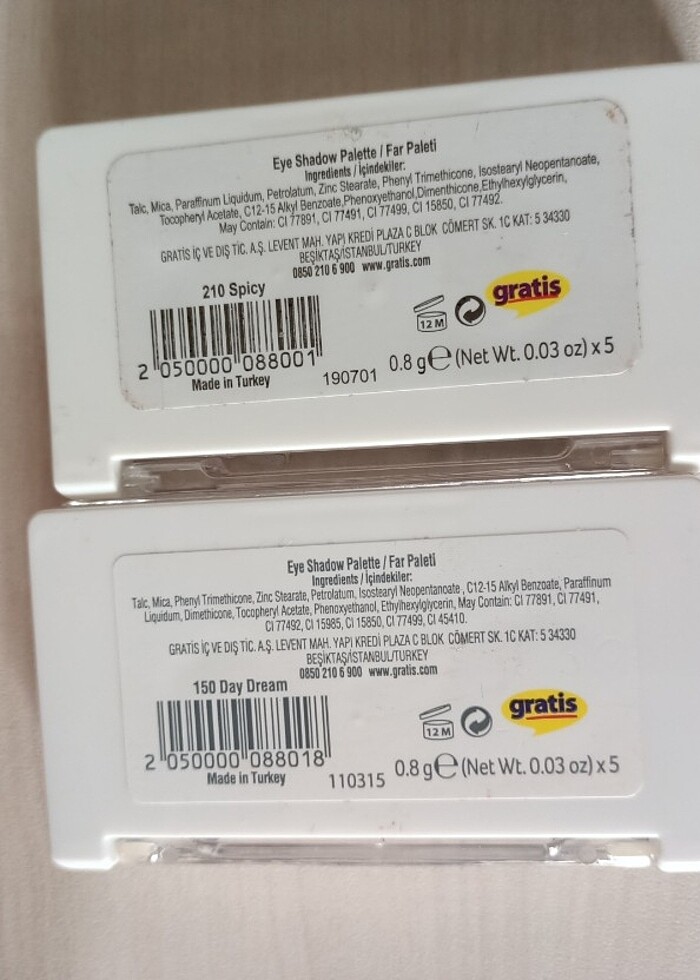 Eye Shadow Palette / Far Paleti
Ingredients / İçindekiler:
Talc, Mica, Paraffinum Liquidum, Petrolatum, Zinc Stearate, Phenyl Trimethicone, Isostearyl Neopentanoate,
Tocopheryl Acetate, C12-15 Alkyl Benzoate,Phenoxyethanol,Dimenthicone,Ethylhexylglycerin,
May Contain: CI 77891, CI 77491, CI 77499, CI 15850, CI 77492.
GRATİS İÇ VE DIŞ TİC. A.Ş. LEVENT MAH. YAPI KREDİ PLAZA C BLOK CÖMERT SK. 1C KAT: 5 34330
BEŞİKTAŞ/İSTANBUL/TURKEY
0850 210 6 900 www.gratis.com
210 Spicy
gratis
12 M
2 050000 088001
0.8 g e (Net Wt. 0.03 oz) x 5
Made in Turkey
190701
Eye Shadow Palette / Far Paleti
Ingredients / İçindekiler:
Talc, Mica, Phenyl Trimethicone, Zinc Stearate, Petrolatum, Isostearyl Neopentanoate , C12-15 Alkyl Benzoate, Paraffinum
Liquidum, Dimethicone, Tocopheryl Acetate, Phenoxyethanol, Ethylhexylglycerin, May Contain: CI 77891, CI 77491,
CI 77492, CI 15985, CI 15850, CI 77499, CI 45410.
GRATİS İÇ VE DIŞ TİC. A.Ş. LEVENT MAH. YAPI KREDİ PLAZA C BLOK CÖMERT SK. 1C KAT: 5 34330
BEŞİKTAŞ/İSTANBUL/TURKEY
0850 210 6 900 www.gratis.com
150 Day Dream
gratis
12 M
2 050000 088018
0.8 g e (Net Wt. 0.03 oz) x 5
Made in Turkey
110315